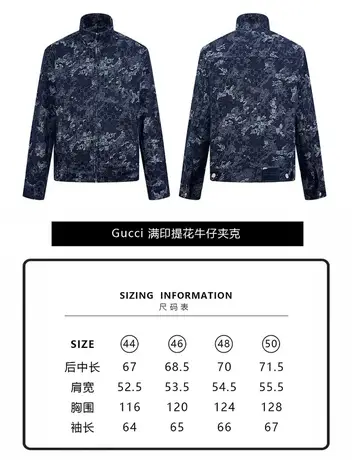 Gucci 满印提花牛仔夹克
SIZING INFORMATION
尺码表
SIZE 44 46 48 50
后中长 67 68.5 70 71.5
肩宽 52.5 53.5 54.5 55.5
胸围 116 120 124 128
袖长 64 65 66 67